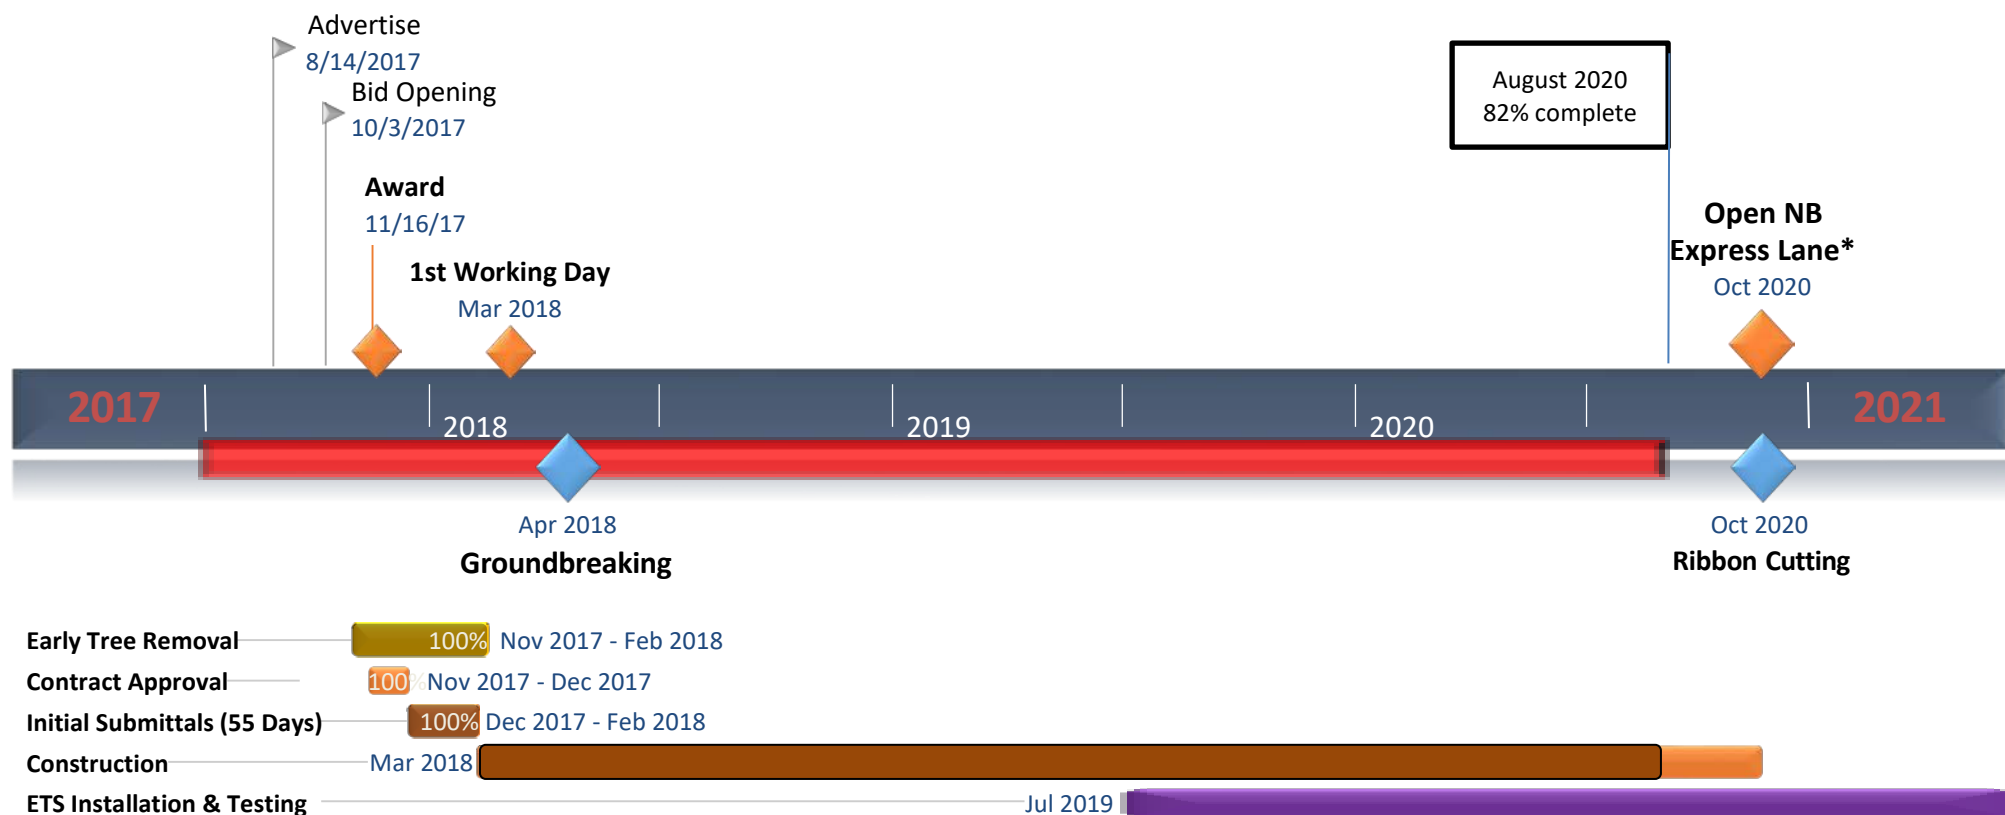 Advertise
8/14/2017
Bid Opening
10/3/2017
Award
11/16/17
1st Working Day
Mar 2018
August 2020
82% complete
Open NB
Express Lane*
Oct 2020
2017
2018
2019
2020
2021
Apr 2018
Groundbreaking
Oct 2020
Ribbon Cutting
Early Tree Removal 100% Nov 2017 - Feb 2018
Contract Approval 100% Nov 2017 - Dec 2017
Initial Submittals (55 Days) 100% Dec 2017 - Feb 2018
Construction Mar 2018
ETS Installation & Testing Jul 2019